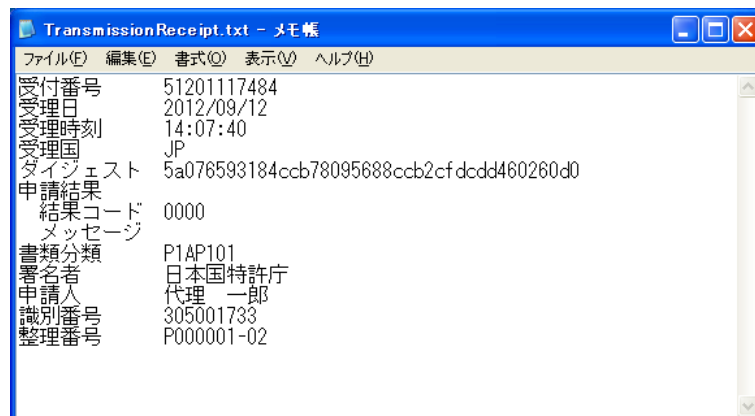 TransmissionReceipt.txt - メモ帳
ファイル(F) 編集(E) 書式(O) 表示(V) ヘルプ(H)
受付番号 51201117484
受理日 2012/09/12
受理時刻 14:07:40
受理国 JP
ダイジェスト 5a076593184ccb78095688ccb2cfdcdd460260d0
申請結果
結果コード 0000
メッセージ
書類分類 P1AP101
署名者 日本国特許庁
申請人 代理 一郎
識別番号 305001733
整理番号 P000001-02